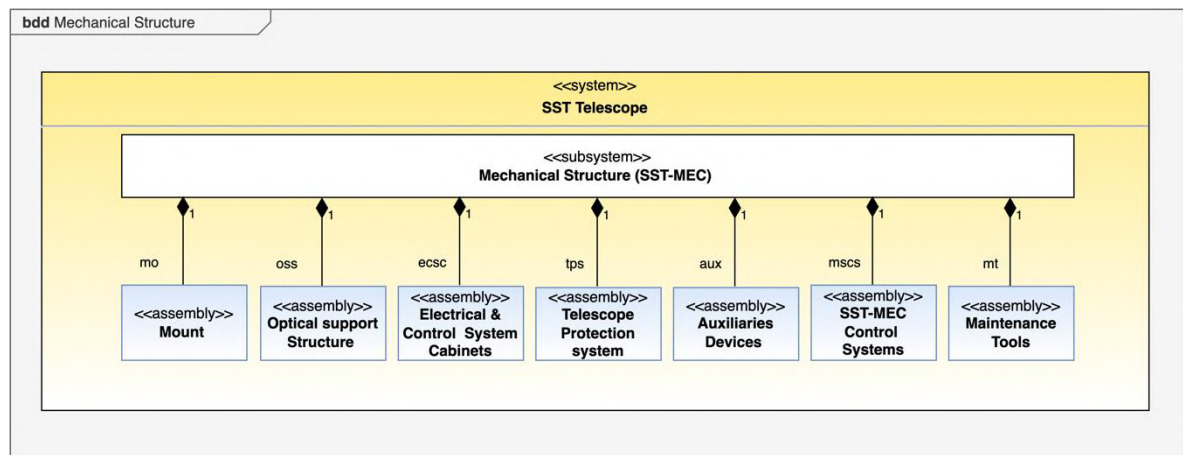 bdd Mechanical Structure
<<system>>
SST Telescope
<<subsystem>>
Mechanical Structure (SST-MEC)
1 1 1 1 1 1 1
mo oss ecsc tps aux mscs mt
<<assembly>>
Mount
<<assembly>>
Optical support
Structure
<<assembly>>
Electrical &
Control System
Cabinets
<<assembly>>
Telescope
Protection
system
<<assembly>>
Auxiliaries
Devices
<<assembly>>
SST-MEC
Control
Systems
<<assembly>>
Maintenance
Tools